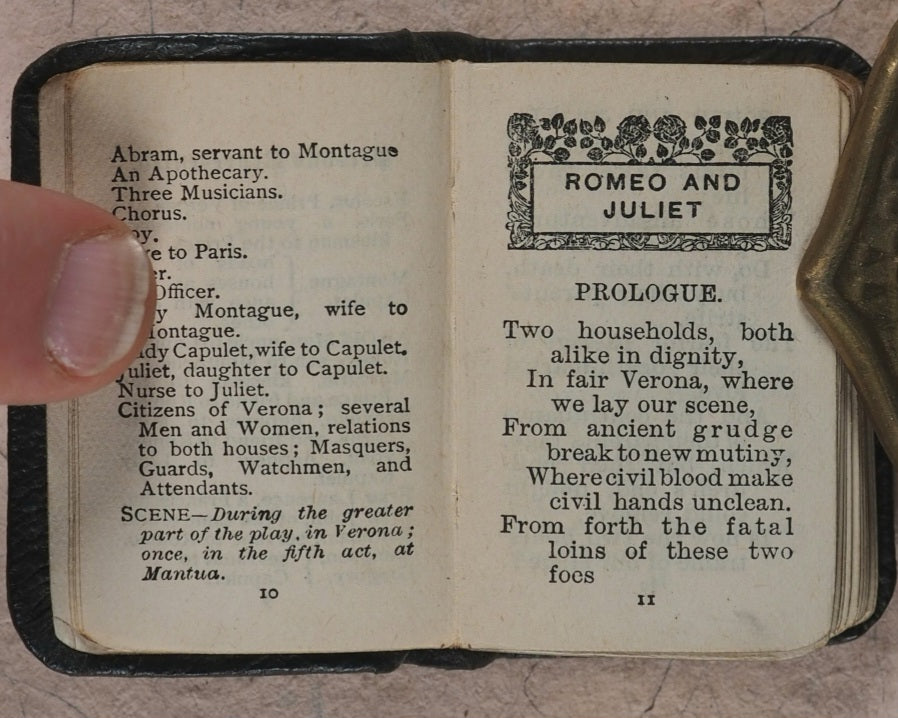 Abram, servant to Montague
An Apothecary.
Three Musicians.
Chorus.
to Paris.
Officer.
Montague, wife to
Montague.
Capulet, wife to Capulet.
Juliet, daughter to Capulet.
Nurse to Juliet.
Citizens of Verona; several
Men and Women, relations
to both houses; Masquers,
Guards, Watchmen, and
Attendants.
SCENE—During the greater
part of the play, in Verona;
once, in the fifth act, at
Mantua.
10
ROMEO AND
JULIET
PROLOGUE.
Two households, both
alike in dignity,
In fair Verona, where
we lay our scene,
From ancient grudge
break to new mutiny,
Where civil blood make
civil hands unclean.
From forth the fatal
loins of these two
foes
11